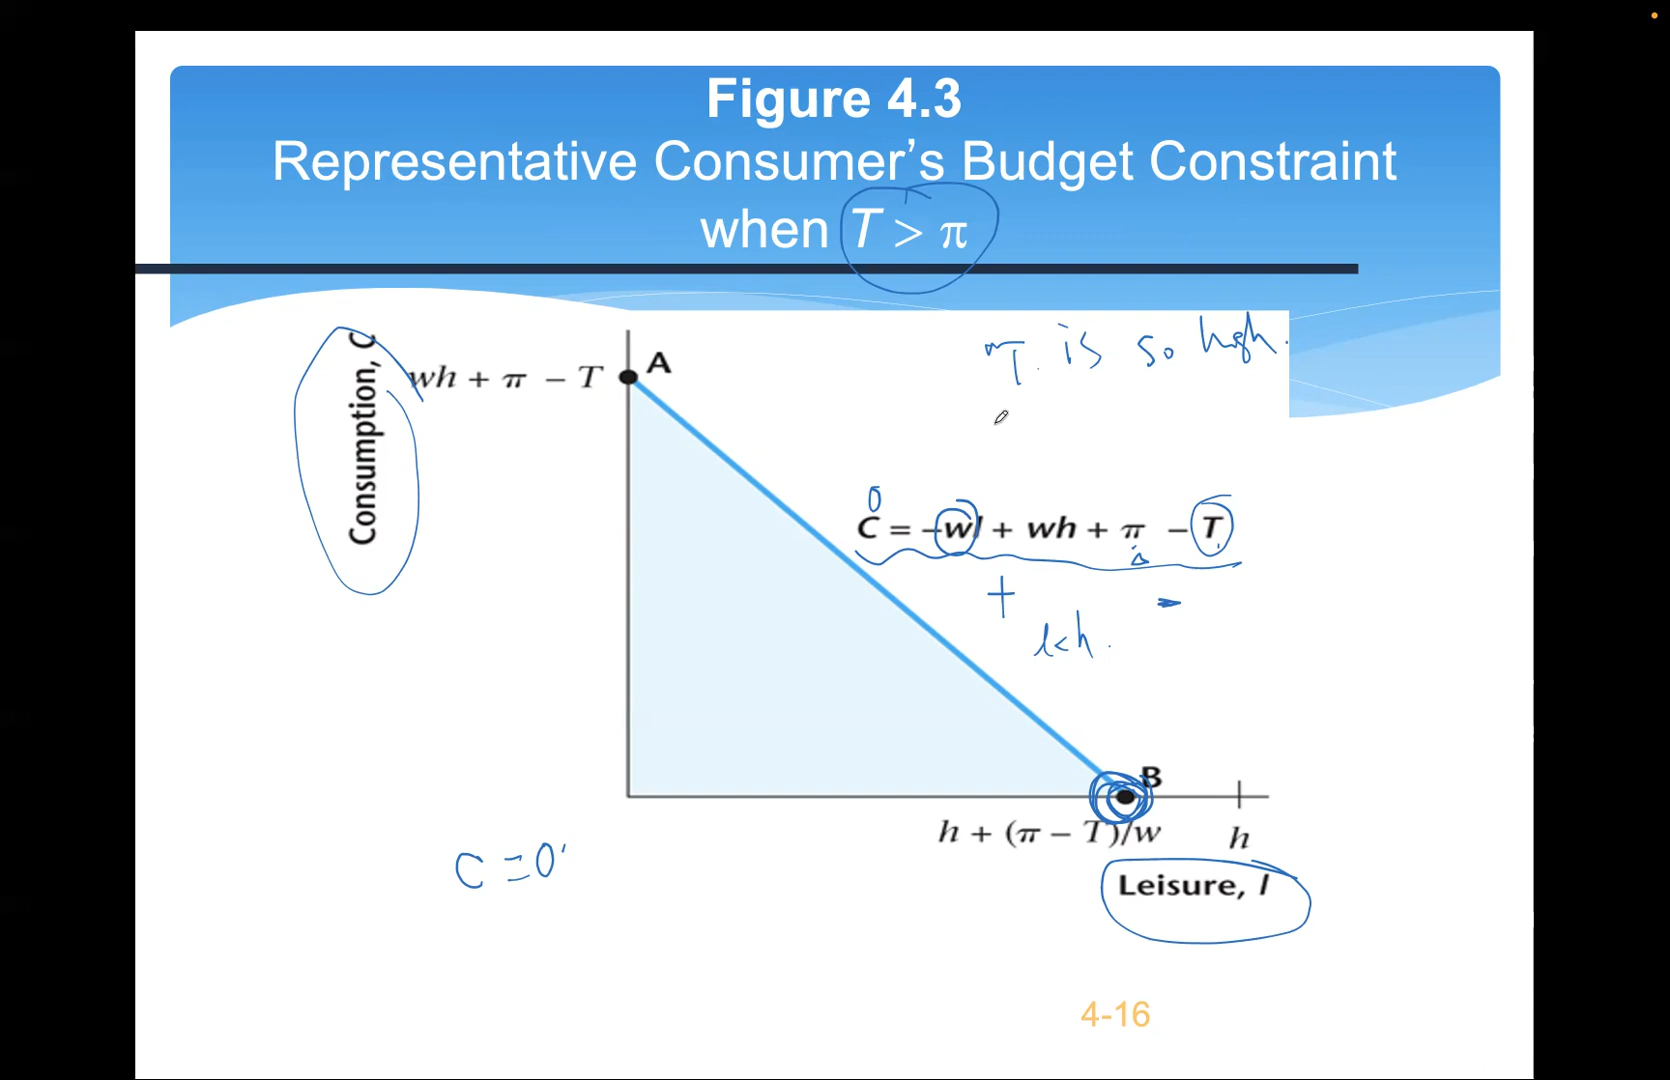 Figure 4.3
Representative Consumer’s Budget Constraint
when T > π
T. is so high.
Consumption, C
wh + π − T
A
0
C = −wl + wh + π − T
+ -
l<h.
B
h + (π − T)/w
h
C = 0
Leisure, l
4-16